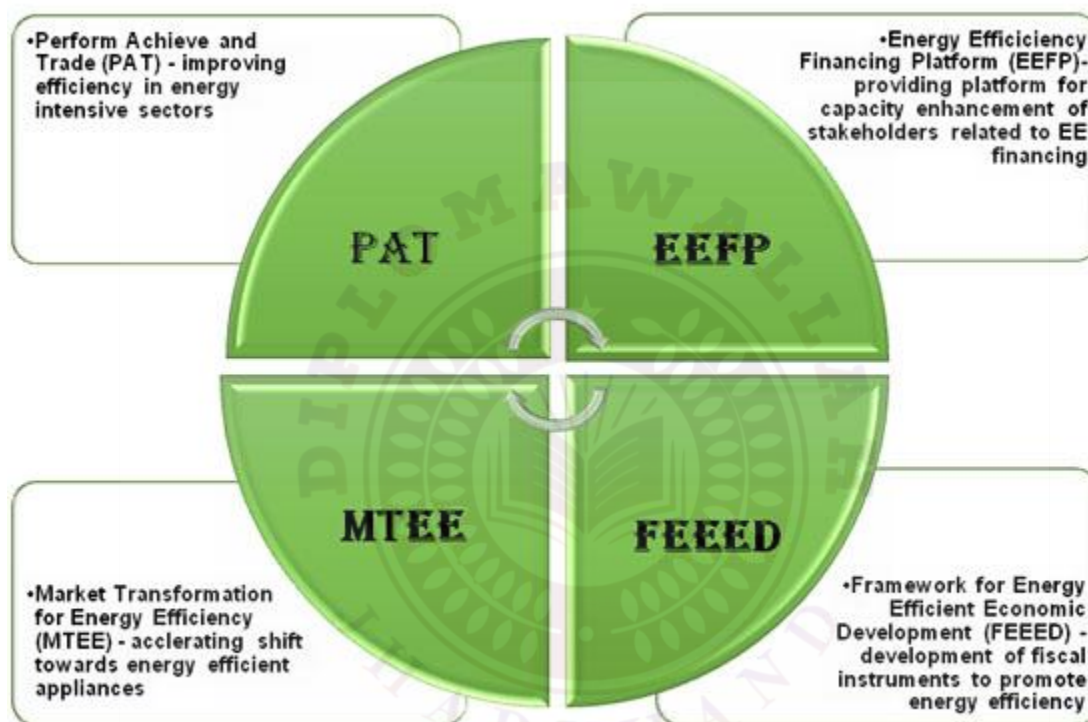 •Perform Achieve and
Trade (PAT) - improving
efficiency in energy
intensive sectors
•Energy Efficiciency
Financing Platform (EEFP)-
providing platform for
capacity enhancement of
stakeholders related to EE
financing
PAT
EEFP
MTEE
FEEED
•Market Transformation
for Energy Efficiency
(MTEE) - acclerating shift
towards energy efficient
appliances
•Framework for Energy
Efficient Economic
Development (FEEED) -
development of fiscal
instruments to promote
energy efficiency
DIPLOMAWALLAH
JHARKHAND